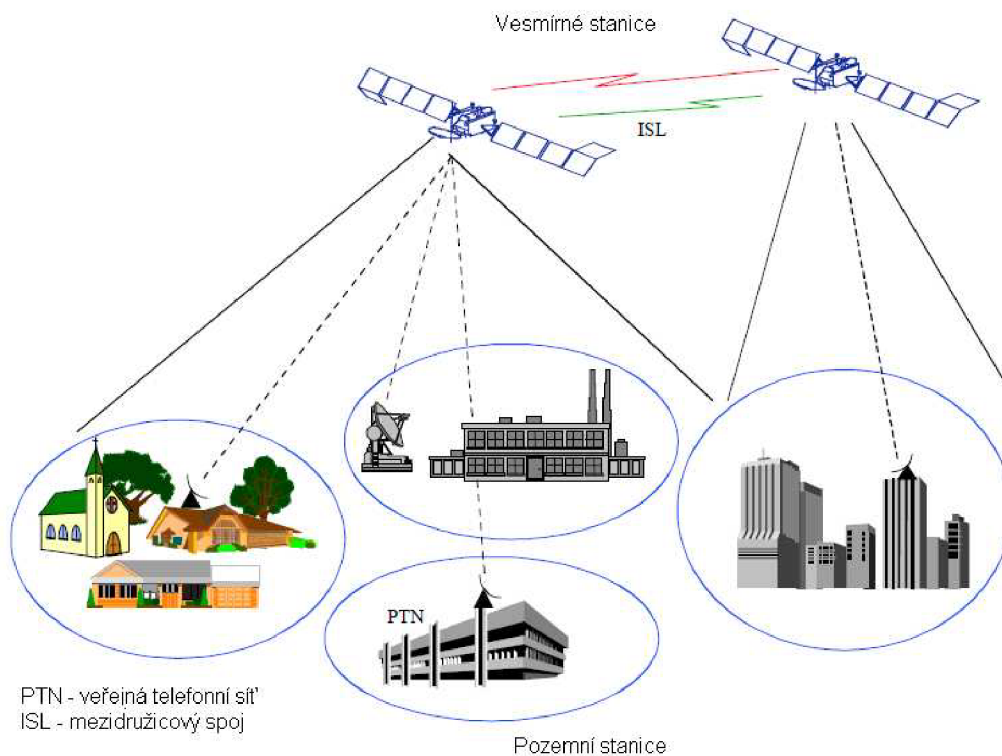 Vesmírné stanice
ISL
PTN
PTN - veřejná telefonní síť
ISL - mezidružicový spoj
Pozemní stanice